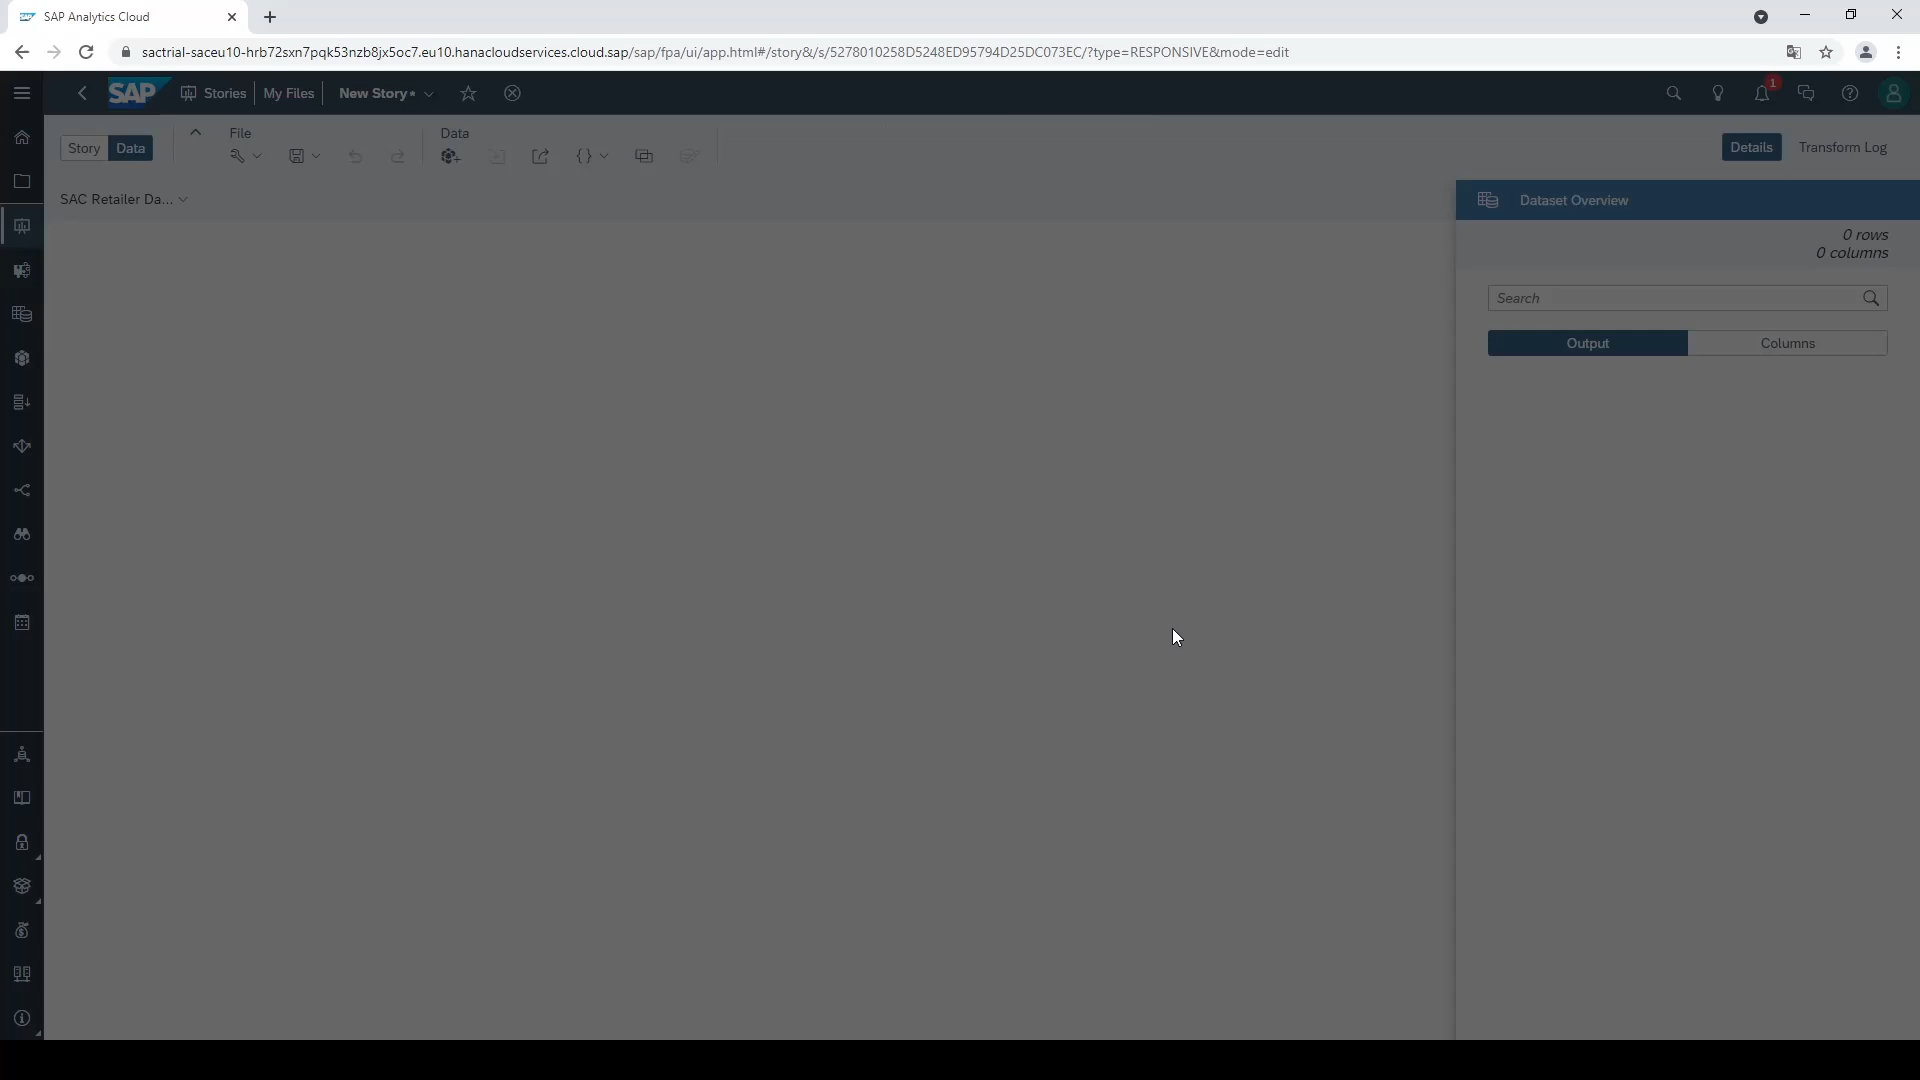 SAP Analytics Cloud
sactrial-saceu10-hrb72sxn7pqk53nzb8jx5oc7.eu10.hanacloudservices.cloud.sap/sap/fpa/ui/app.html#/story&/s/5278010258D5248ED95794D25DC073EC/?type=RESPONSIVE&mode=edit
SAP Stories My Files New Story* 1
File Data
Story Data Details Transform Log
SAC Retailer Da...
Dataset Overview
0 rows
0 columns
Search
Output Columns